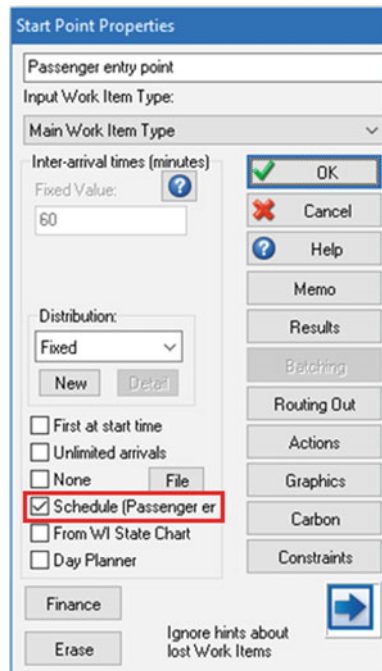 Start Point Properties
Passenger entry point
Input Work Item Type:
Main Work Item Type
Inter-arrival times (minutes)
Fixed Value:
60
Distribution:
Fixed
New Detail
First at start time
Unlimited arrivals
None File
Schedule (Passenger er
From WI State Chart
Day Planner
Finance
Erase
OK
Cancel
Help
Memo
Results
Batching
Routing Out
Actions
Graphics
Carbon
Constraints
Ignore hints about
lost Work Items